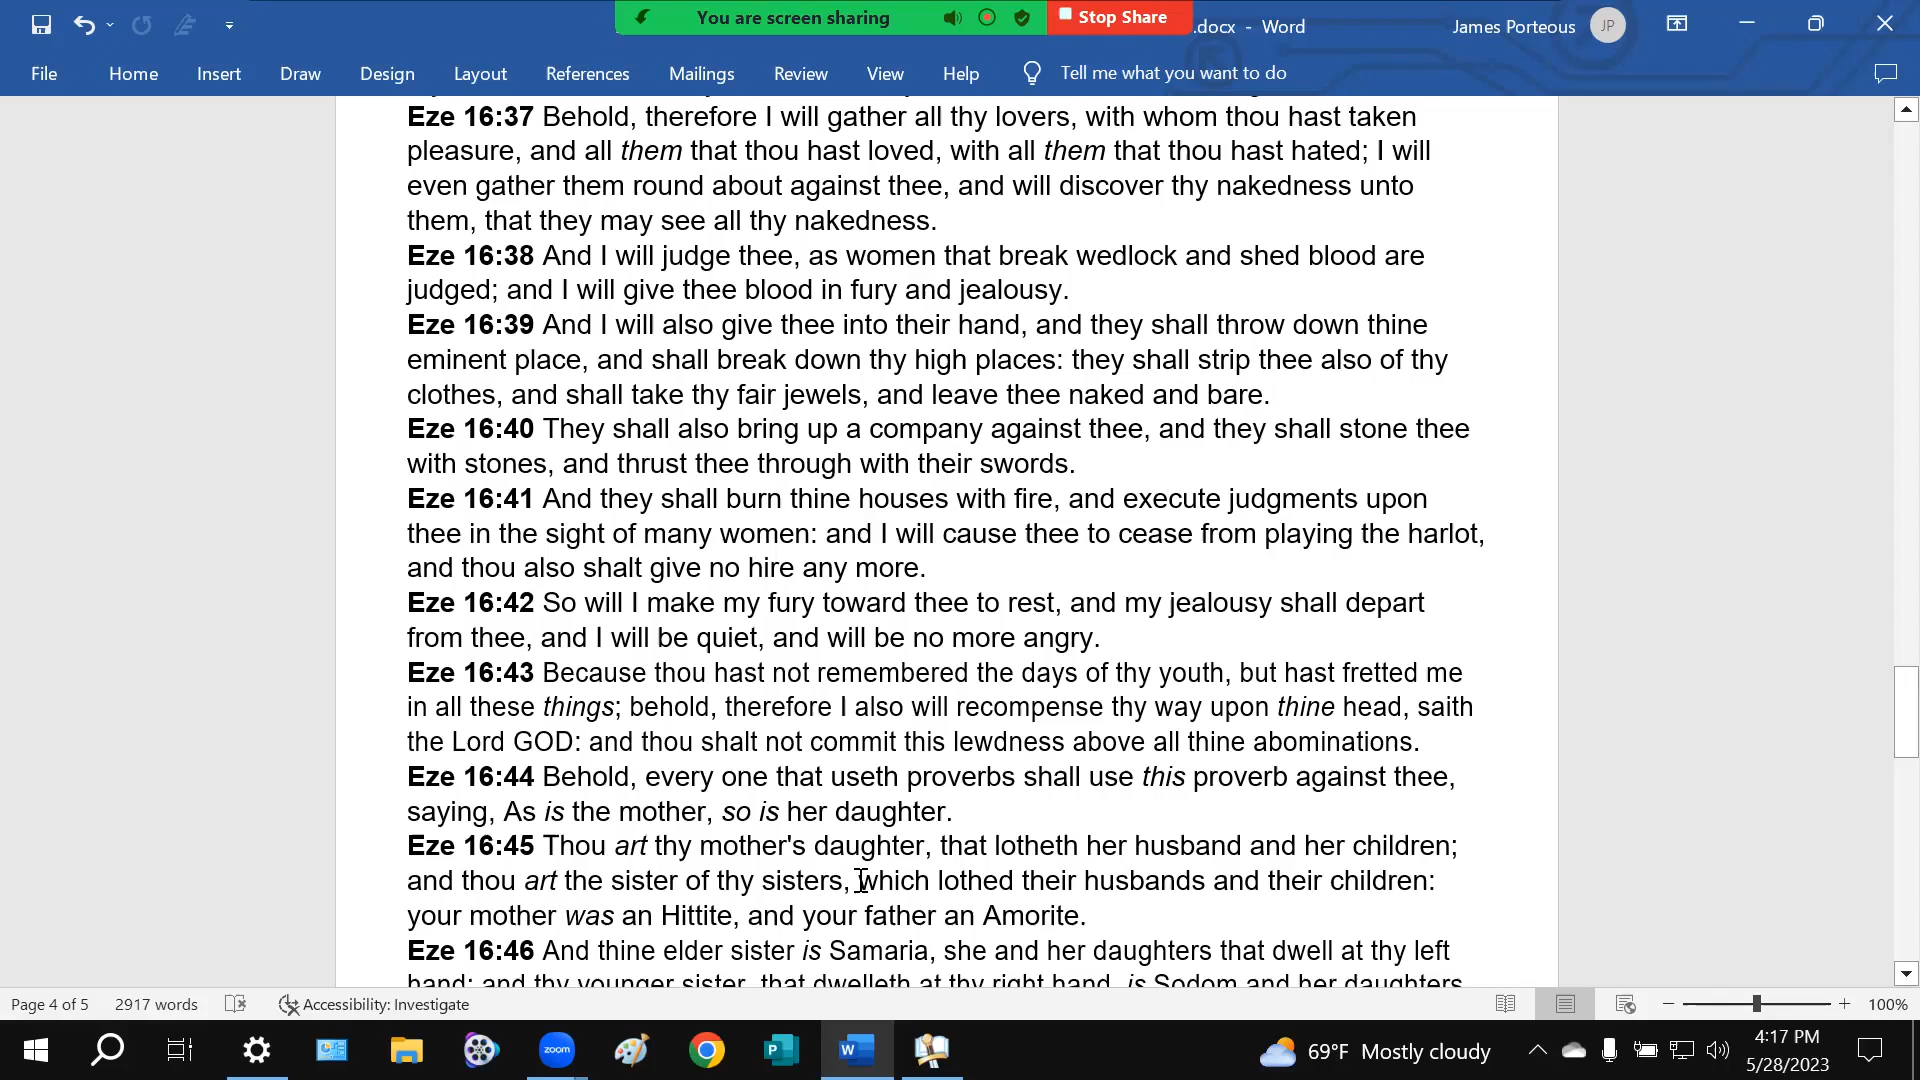 You are screen sharing
Stop Share
.docx - Word
James Porteous
JP
File Home Insert Draw Design Layout References Mailings Review View Help Tell me what you want to do
Eze 16:37 Behold, therefore I will gather all thy lovers, with whom thou hast taken
pleasure, and all them that thou hast loved, with all them that thou hast hated; I will
even gather them round about against thee, and will discover thy nakedness unto
them, that they may see all thy nakedness.
Eze 16:38 And I will judge thee, as women that break wedlock and shed blood are
judged; and I will give thee blood in fury and jealousy.
Eze 16:39 And I will also give thee into their hand, and they shall throw down thine
eminent place, and shall break down thy high places: they shall strip thee also of thy
clothes, and shall take thy fair jewels, and leave thee naked and bare.
Eze 16:40 They shall also bring up a company against thee, and they shall stone thee
with stones, and thrust thee through with their swords.
Eze 16:41 And they shall burn thine houses with fire, and execute judgments upon
thee in the sight of many women: and I will cause thee to cease from playing the harlot,
and thou also shalt give no hire any more.
Eze 16:42 So will I make my fury toward thee to rest, and my jealousy shall depart
from thee, and I will be quiet, and will be no more angry.
Eze 16:43 Because thou hast not remembered the days of thy youth, but hast fretted me
in all these things; behold, therefore I also will recompense thy way upon thine head, saith
the Lord GOD: and thou shalt not commit this lewdness above all thine abominations.
Eze 16:44 Behold, every one that useth proverbs shall use this proverb against thee,
saying, As is the mother, so is her daughter.
Eze 16:45 Thou art thy mother's daughter, that lotheth her husband and her children;
and thou art the sister of thy sisters, which lothed their husbands and their children:
your mother was an Hittite, and your father an Amorite.
Eze 16:46 And thine elder sister is Samaria, she and her daughters that dwell at thy left
hand: and thy younger sister, that dwelleth at thy right hand, is Sodom and her daughters
Page 4 of 5 2917 words Accessibility: Investigate 100%
zoom
69°F Mostly cloudy
4:17 PM
5/28/2023